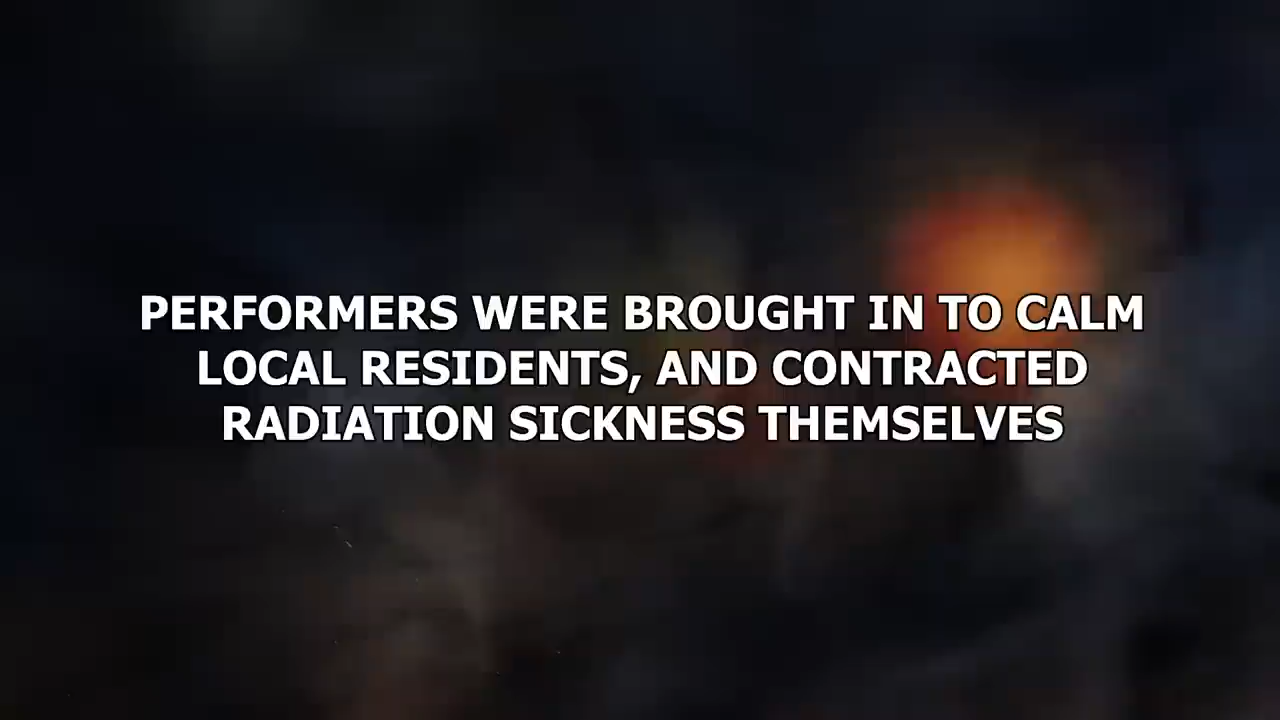 PERFORMERS WERE BROUGHT IN TO CALM
LOCAL RESIDENTS, AND CONTRACTED
RADIATION SICKNESS THEMSELVES